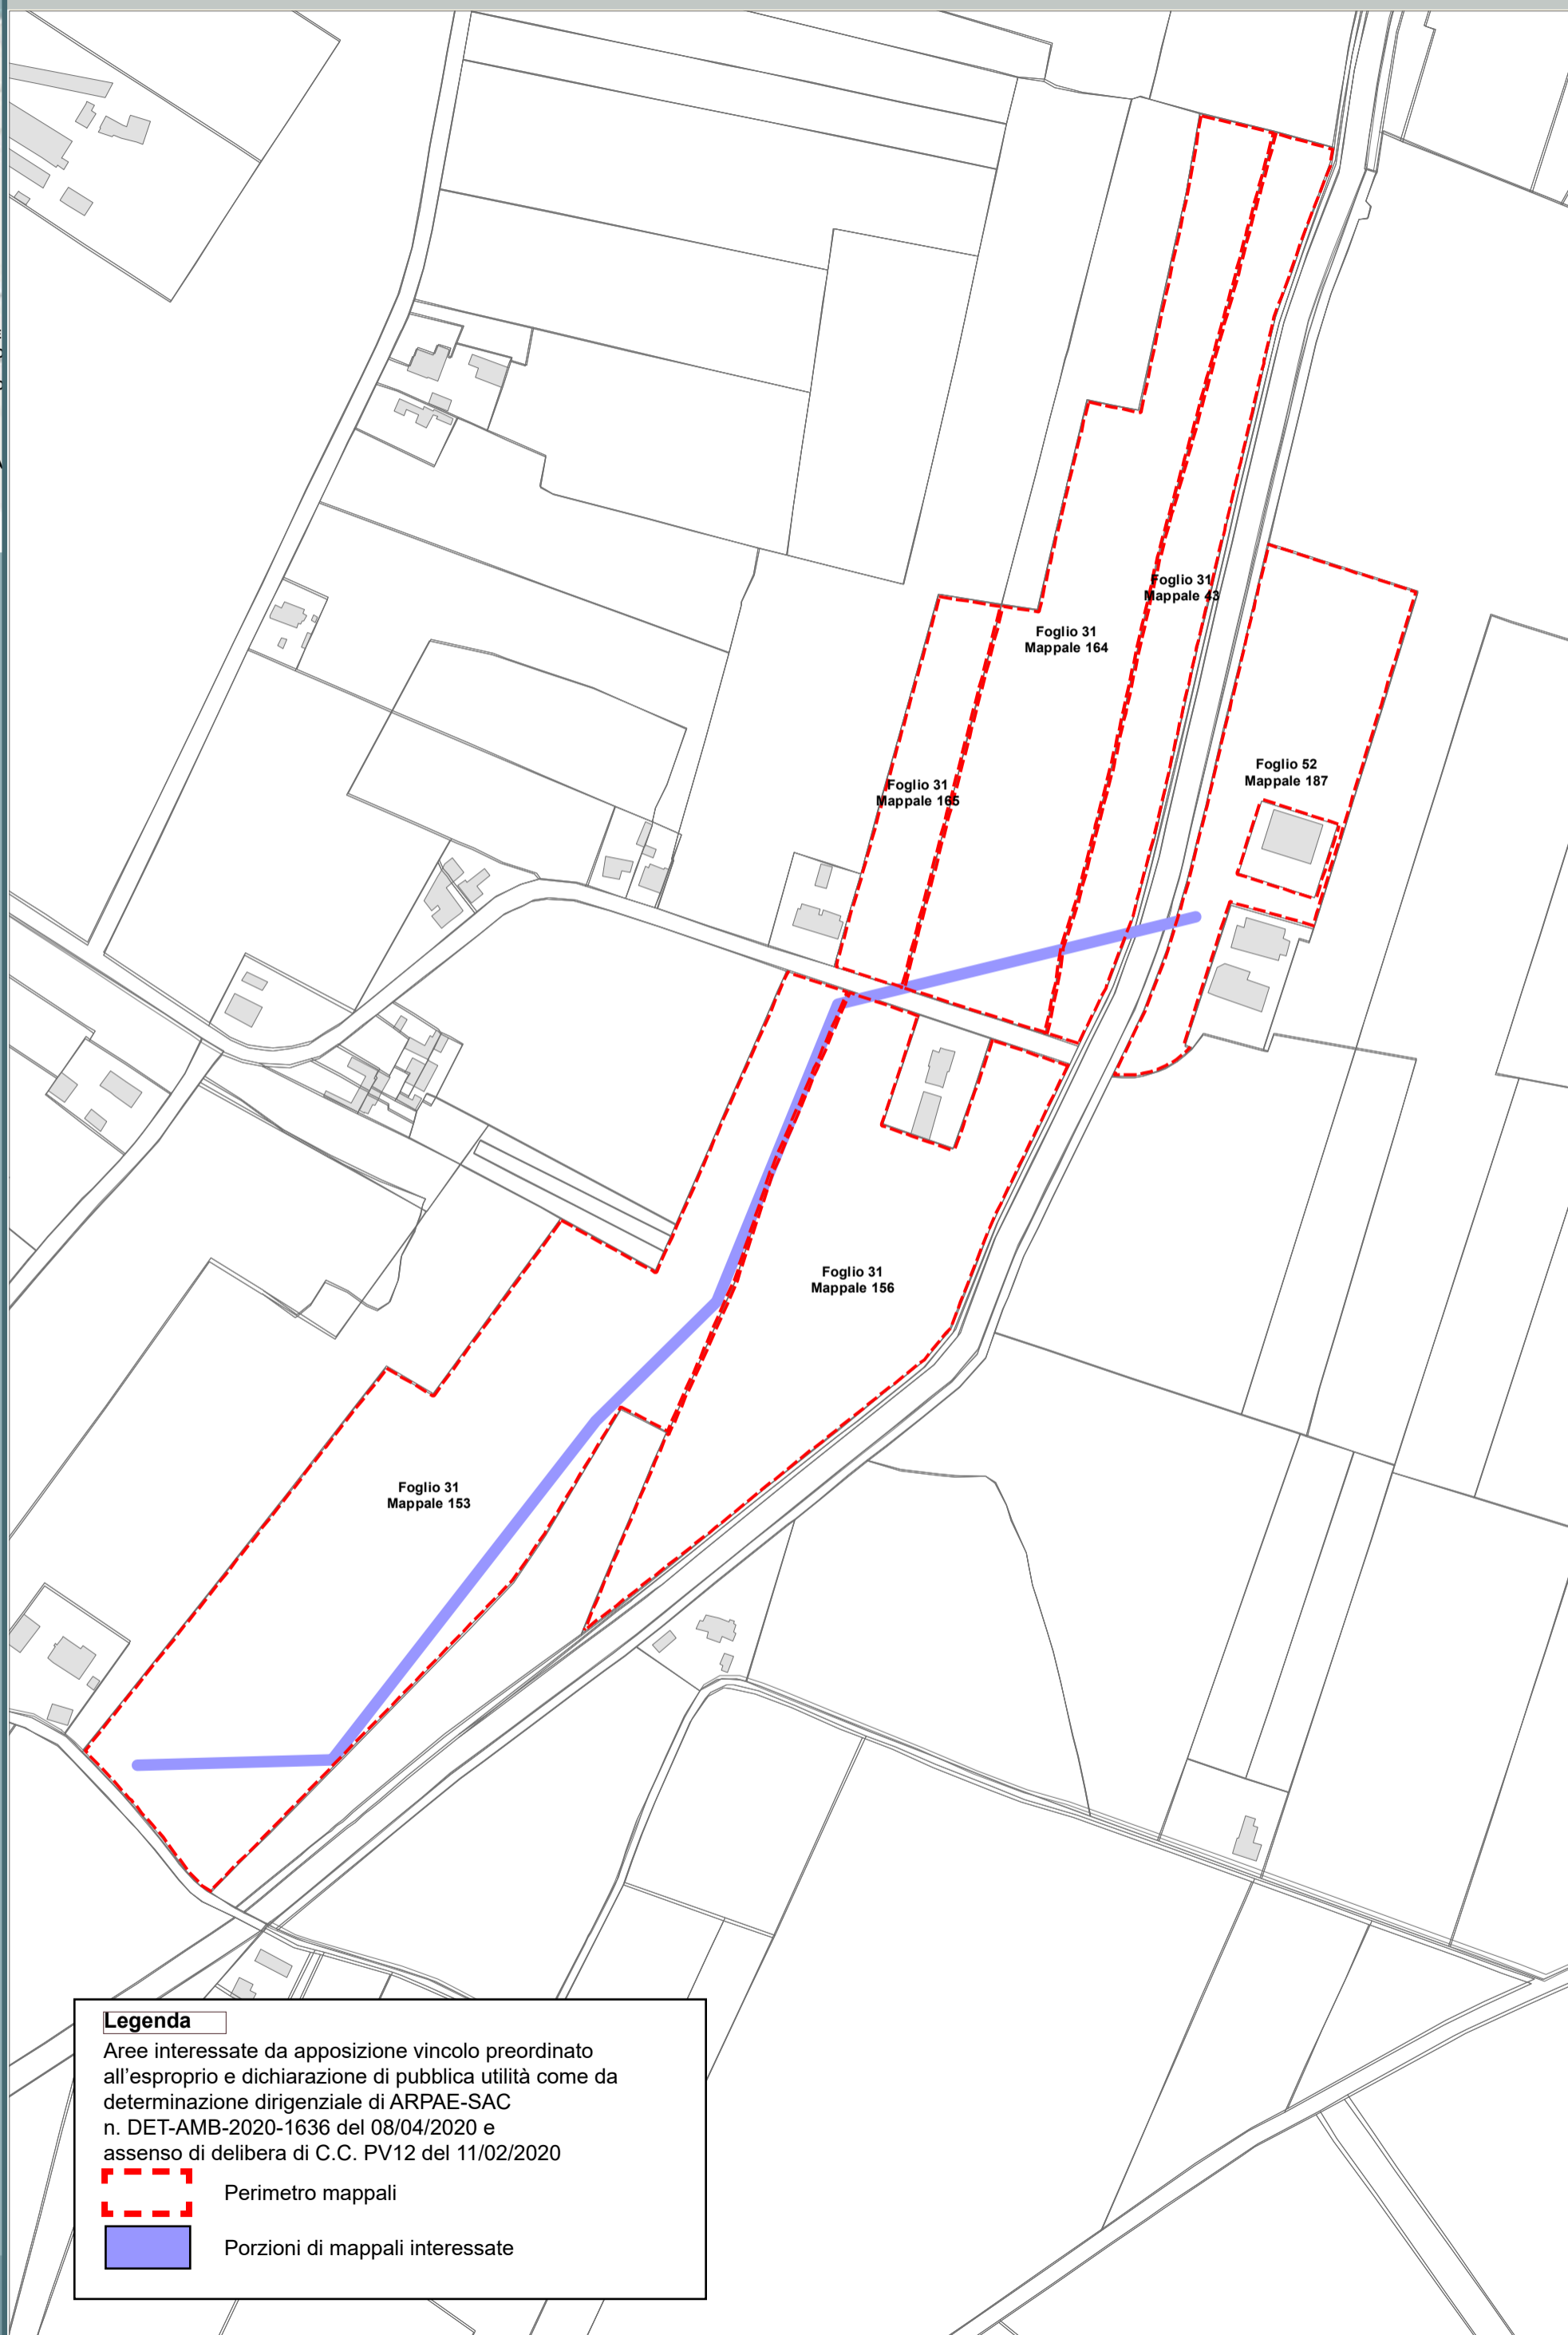 Foglio 31
Mappale 43
Foglio 31
Mappale 164
Foglio 52
Mappale 187
Foglio 31
Mappale 165
Foglio 31
Mappale 156
Foglio 31
Mappale 153
Legenda
Aree interessate da apposizione vincolo preordinato
all'esproprio e dichiarazione di pubblica utilità come da
determinazione dirigenziale di ARPAE-SAC
n. DET-AMB-2020-1636 del 08/04/2020 e
assenso di delibera di C.C. PV12 del 11/02/2020
Perimetro mappali
Porzioni di mappali interessate